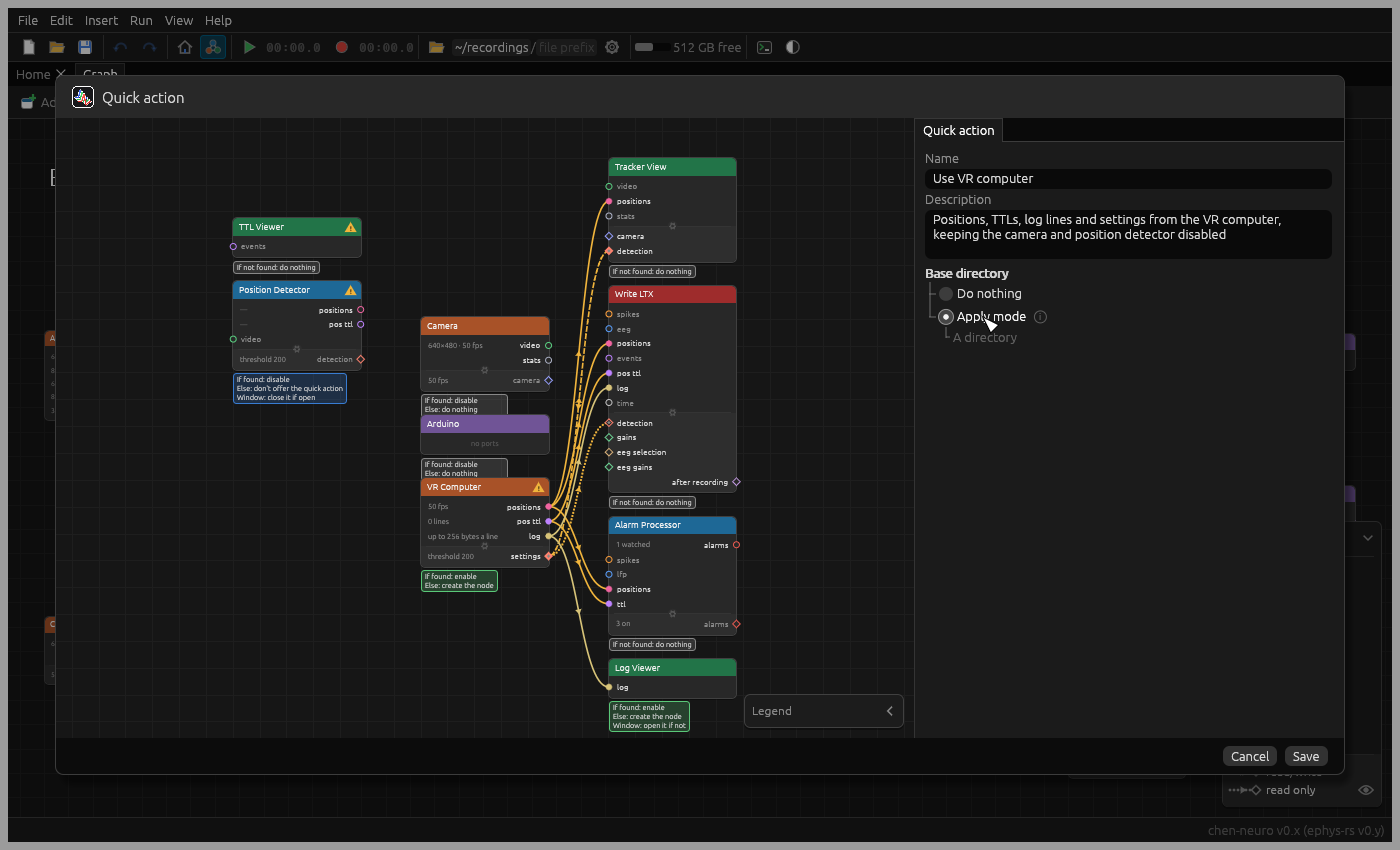 File Edit Insert Run View Help
00:00.0 00:00.0 ~/recordings/file prefix 512 GB free
Home Graph
Quick action
TTL Viewer
events
If not found: do nothing
Position Detector
positions
pos ttl
video
threshold 200 detection
If found: disable
Else: don't offer the quick action
Window: close it if open
Camera
640×480 · 50 fps video
stats
50 fps camera
If found: disable
Else: do nothing
Arduino
no ports
If found: disable
Else: do nothing
VR Computer
50 fps positions
0 lines pos ttl
up to 256 bytes a line log
threshold 200 settings
If found: enable
Else: create the node
Tracker View
video
positions
stats
camera
detection
If not found: do nothing
Write LTX
spikes
eeg
positions
events
pos ttl
log
time
detection
gains
eeg selection
eeg gains
after recording
If not found: do nothing
Alarm Processor
1 watched alarms
spikes
lfp
positions
ttl
3 on alarms
If not found: do nothing
Log Viewer
log
If found: enable
Else: create the node
Window: open it if not
Legend
Quick action
Name
Use VR computer
Description
Positions, TTLs, log lines and settings from the VR computer,
keeping the camera and position detector disabled
Base directory
Do nothing
Apply mode
A directory
Cancel Save
read only
chen-neuro v0.x (ephys-rs v0.y)